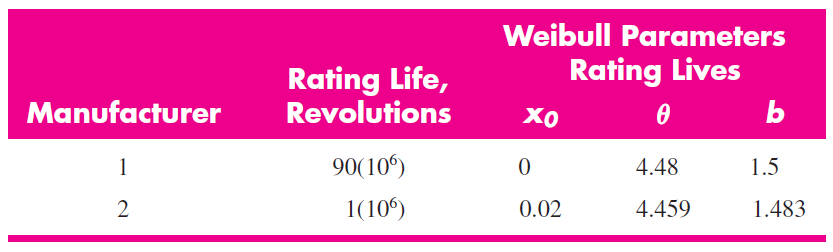 Weibull Parameters
Rating Life, Rating Lives
Manufacturer Revolutions x₀ θ b
1 90(10⁶) 0 4.48 1.5
2 1(10⁶) 0.02 4.459 1.483